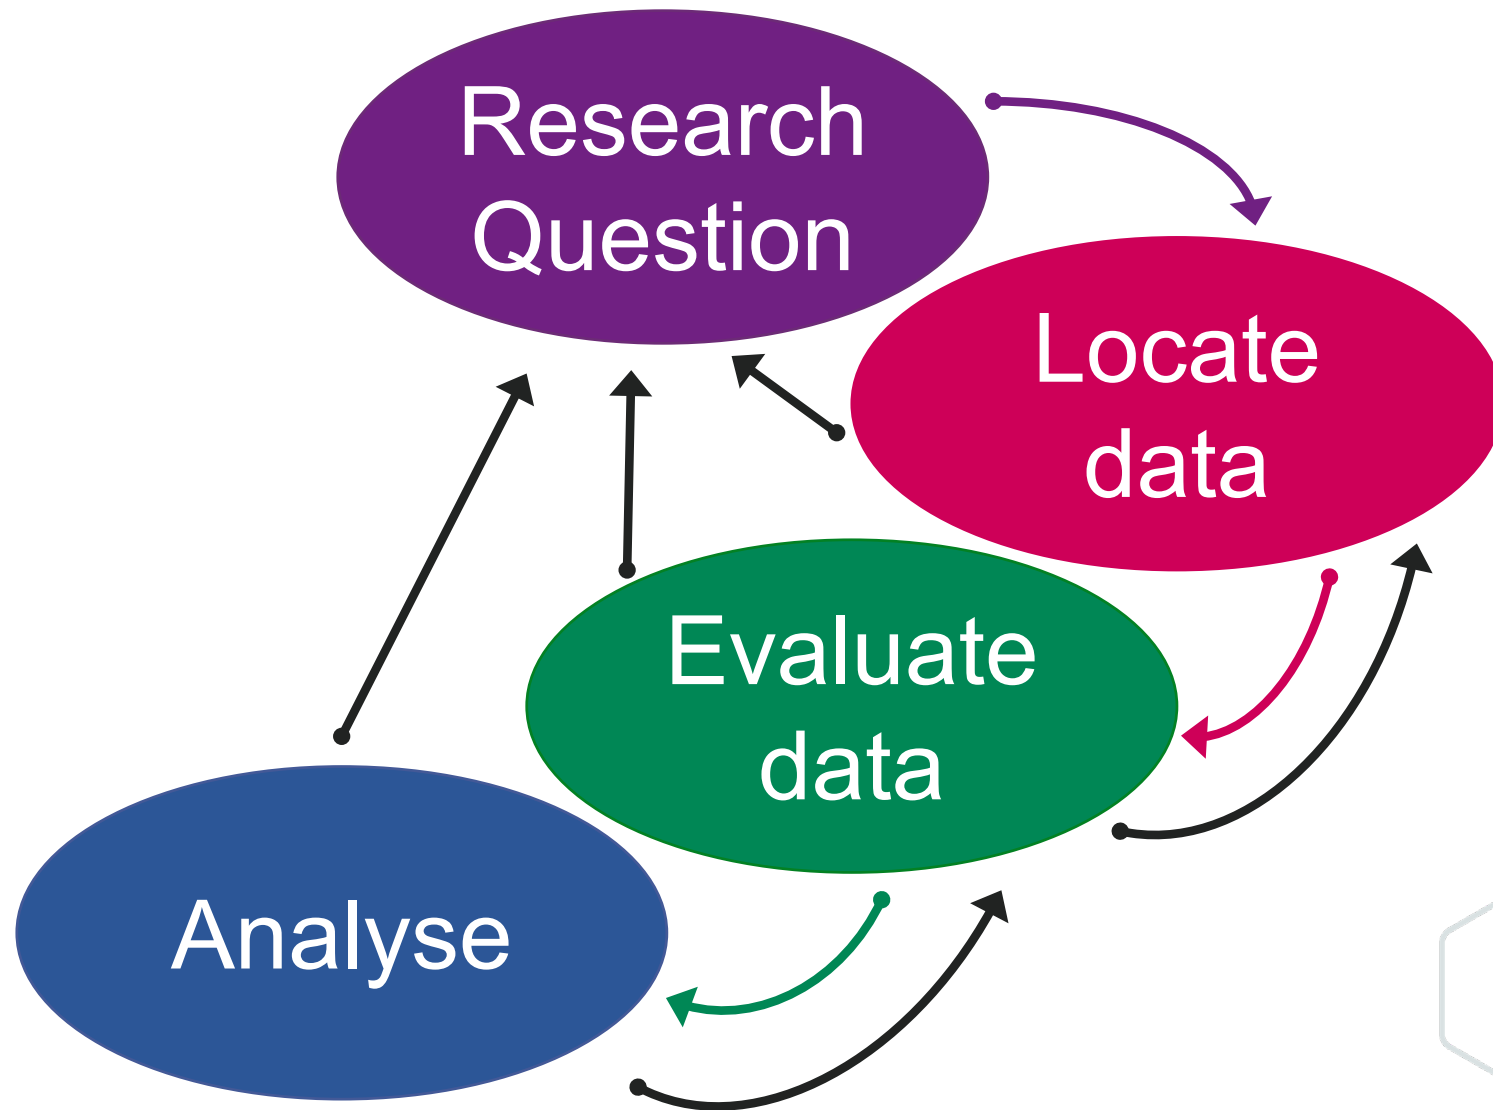 Research
Question
Locate
data
Evaluate
data
Analyse